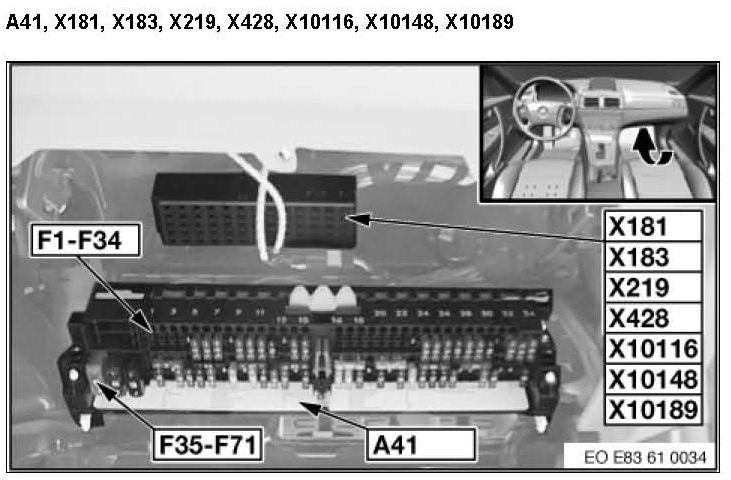 A41, X181, X183, X219, X428, X10116, X10148, X10189
X181
X183
X219
X428
X10116
X10148
X10189
F1-F34
F35-F71
A41
EO E83 61 0034